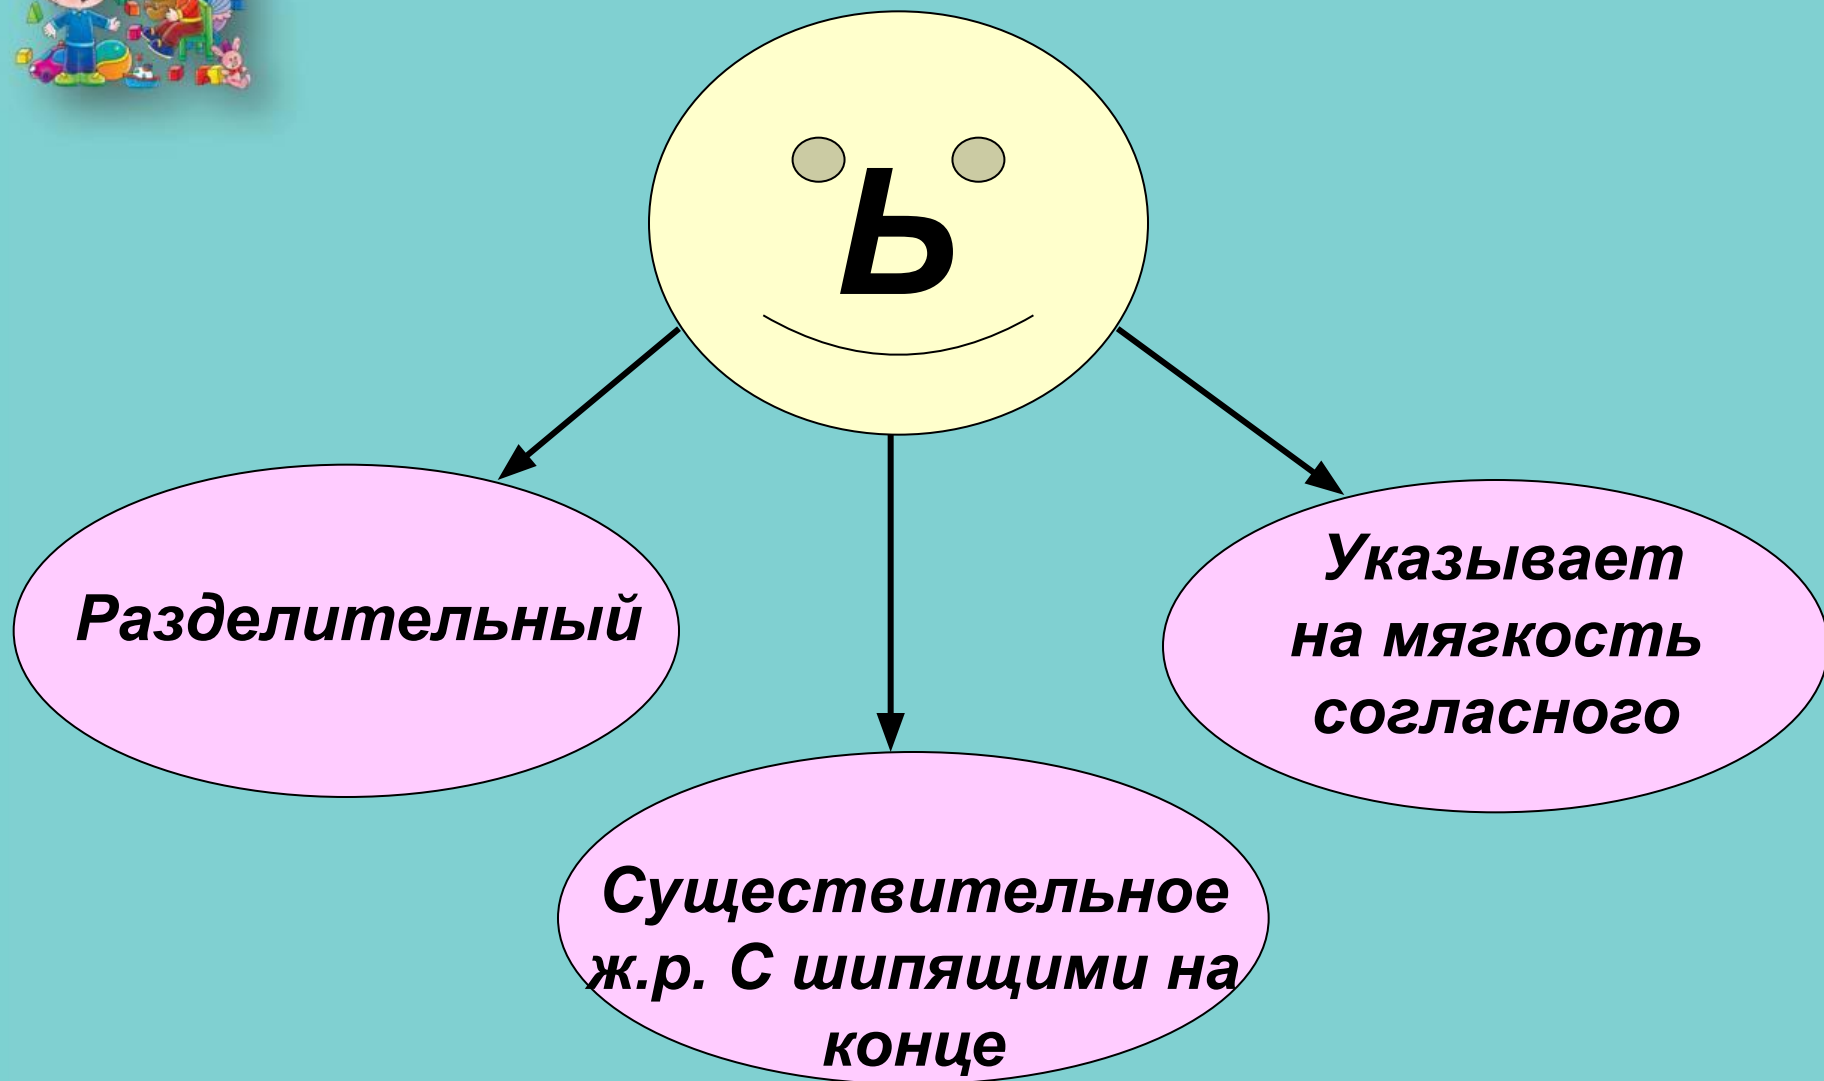 Ь
Разделительный
Указывает
на мягкость
согласного
Существительное
ж.р. С шипящими на
конце